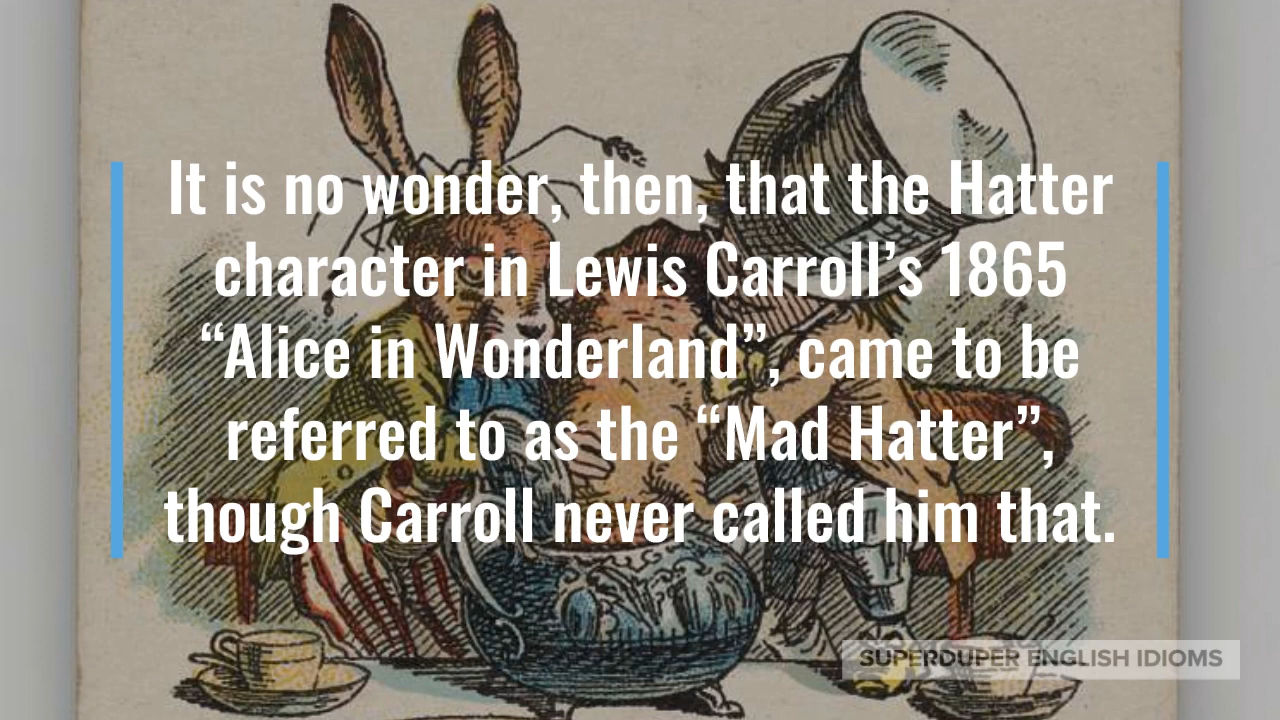 It is no wonder, then, that the Hatter
character in Lewis Carroll’s 1865
“Alice in Wonderland”, came to be
referred to as the “Mad Hatter”,
though Carroll never called him that.
SUPERDUPER ENGLISH IDIOMS